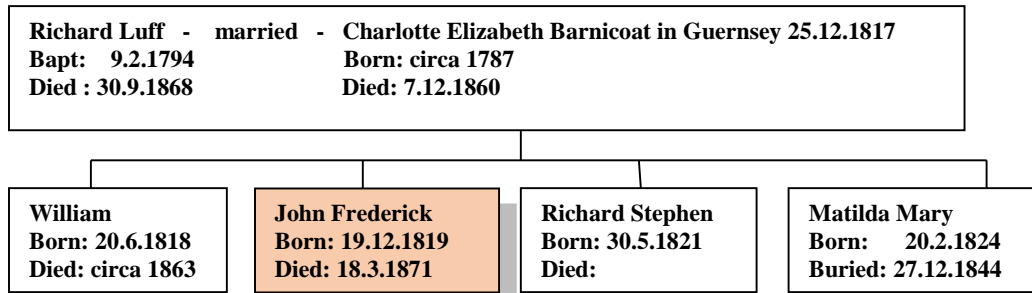 Richard Luff - married - Charlotte Elizabeth Barnicoat in Guernsey 25.12.1817
Bapt: 9.2.1794 Born: circa 1787
Died : 30.9.1868 Died: 7.12.1860
William
Born: 20.6.1818
Died: circa 1863
John Frederick
Born: 19.12.1819
Died: 18.3.1871
Richard Stephen
Born: 30.5.1821
Died:
Matilda Mary
Born: 20.2.1824
Buried: 27.12.1844